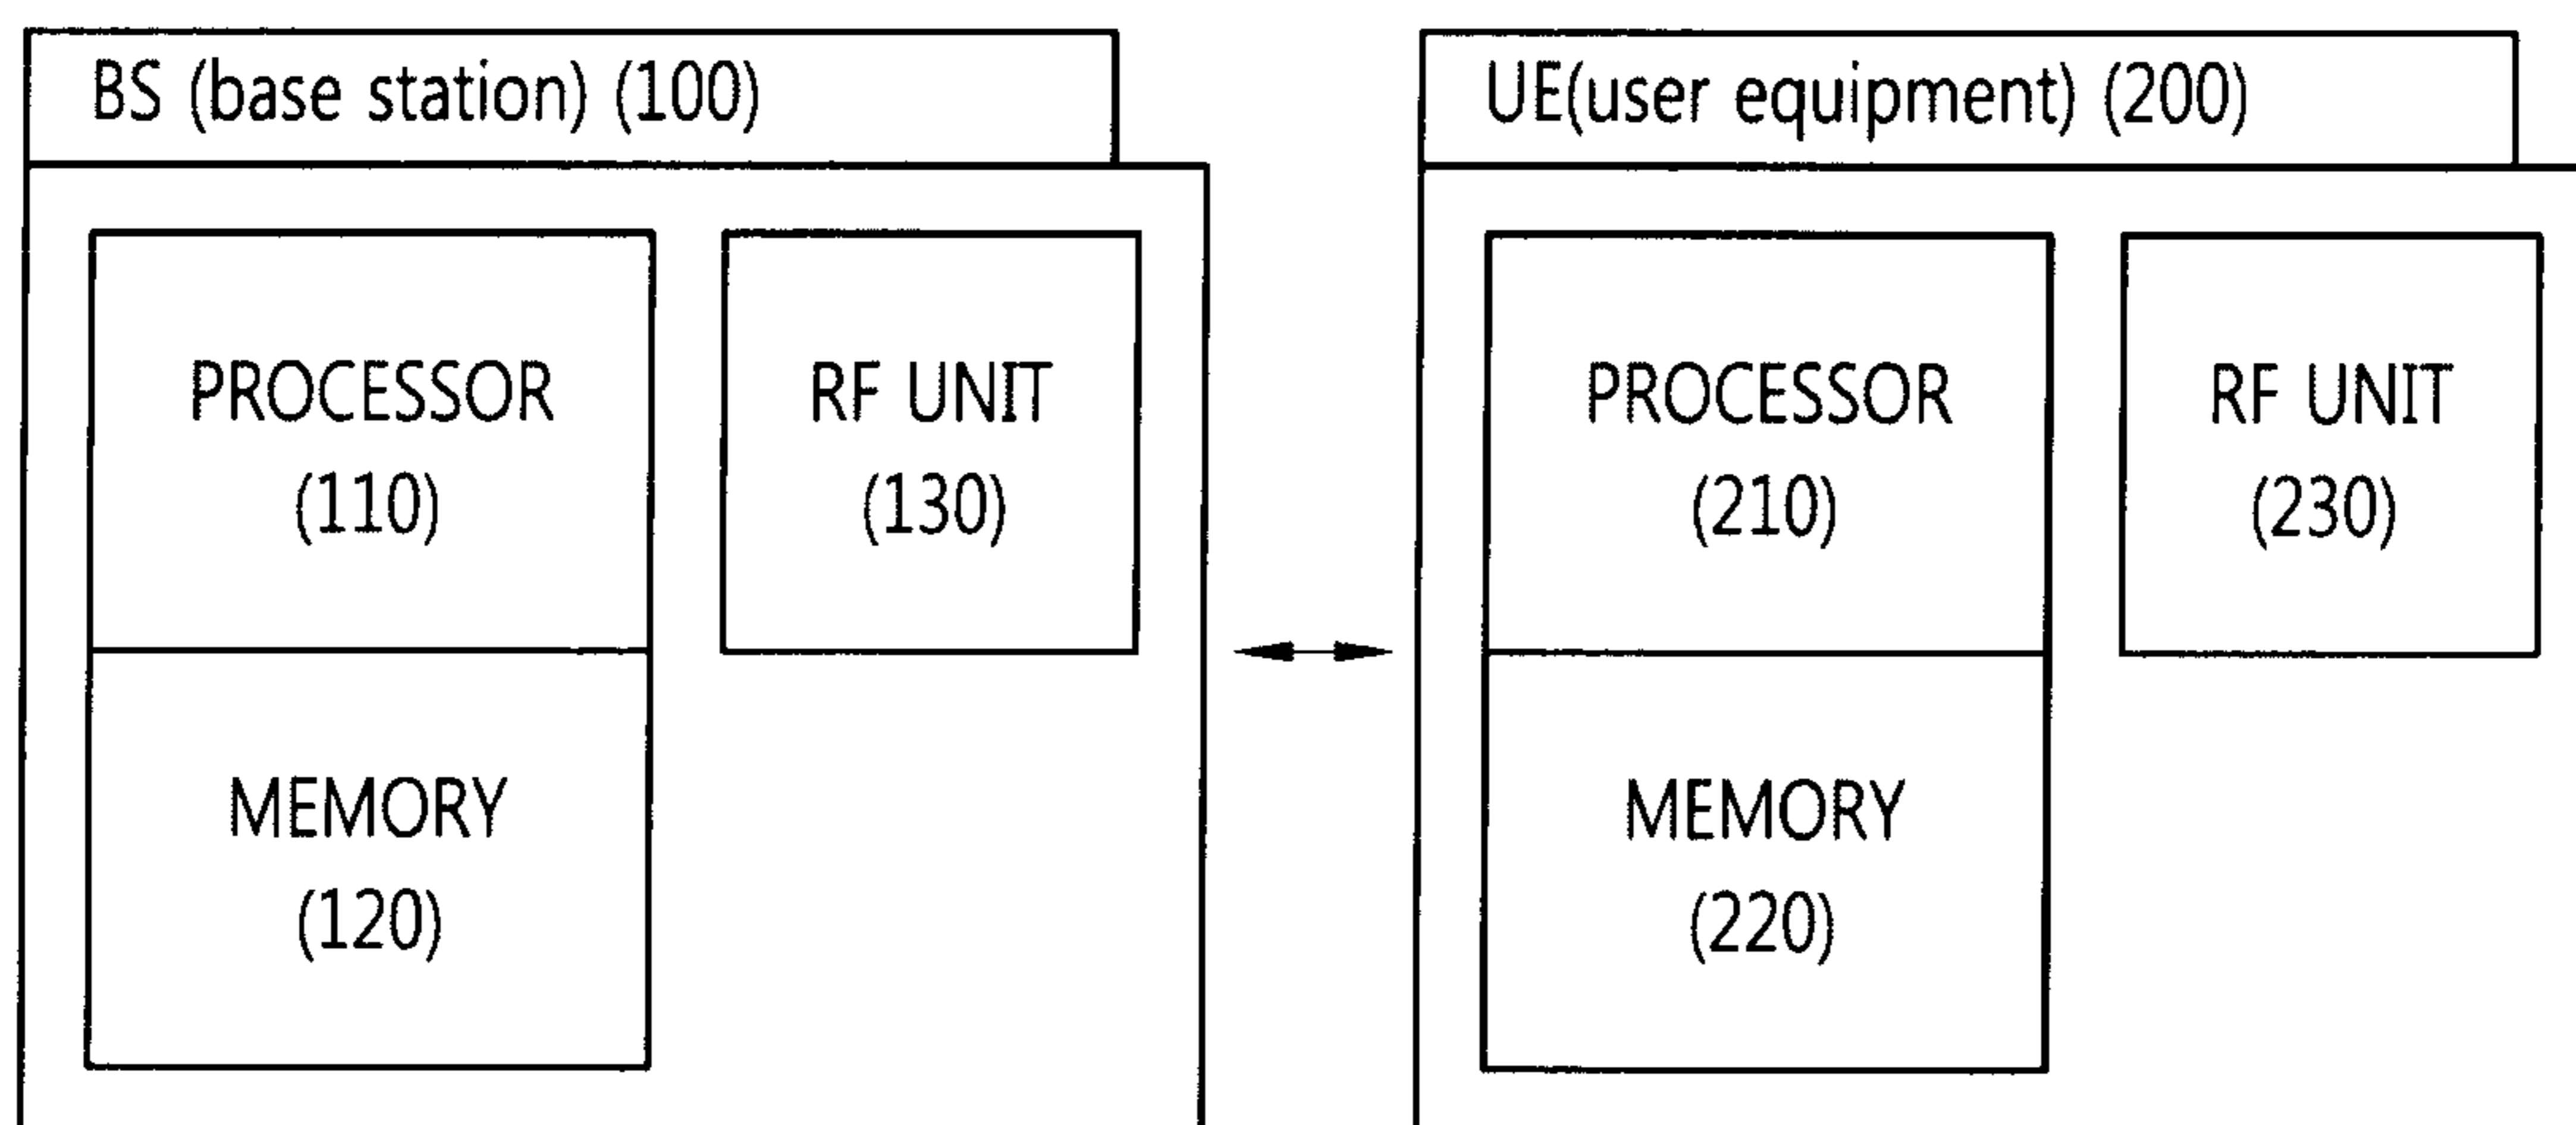 BS (base station) (100)
PROCESSOR
(110)
RF UNIT
(130)
MEMORY
(120)
UE(user equipment) (200)
PROCESSOR
(210)
RF UNIT
(230)
MEMORY
(220)